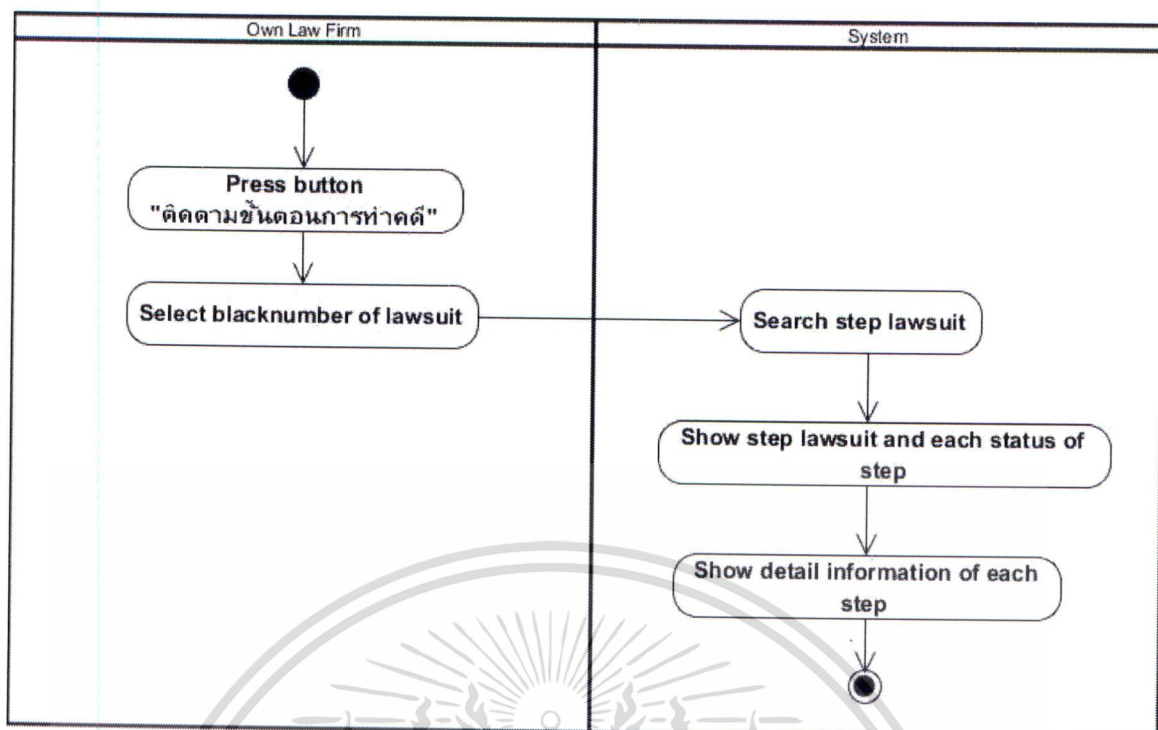 Own Law Firm
System
Press button
"ติดตามขั้นตอนการทำคดี"
Select blacknumber of lawsuit
Search step lawsuit
Show step lawsuit and each status of
step
Show detail information of each
step